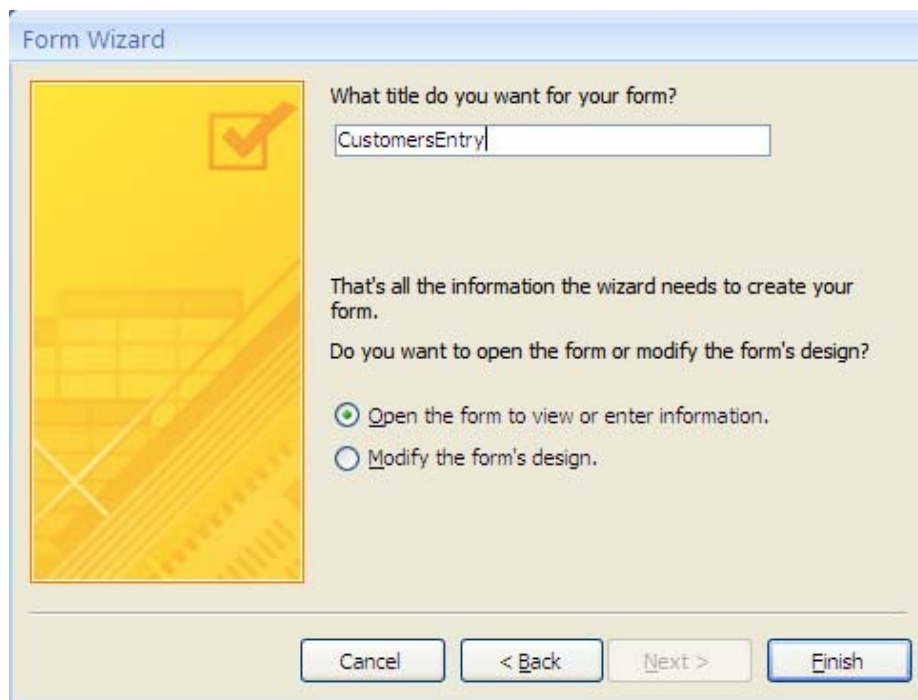 Form Wizard
What title do you want for your form?
CustomersEntry
That's all the information the wizard needs to create your
form.
Do you want to open the form or modify the form's design?
Open the form to view or enter information.
Modify the form's design.
Cancel
< Back
Next >
Finish